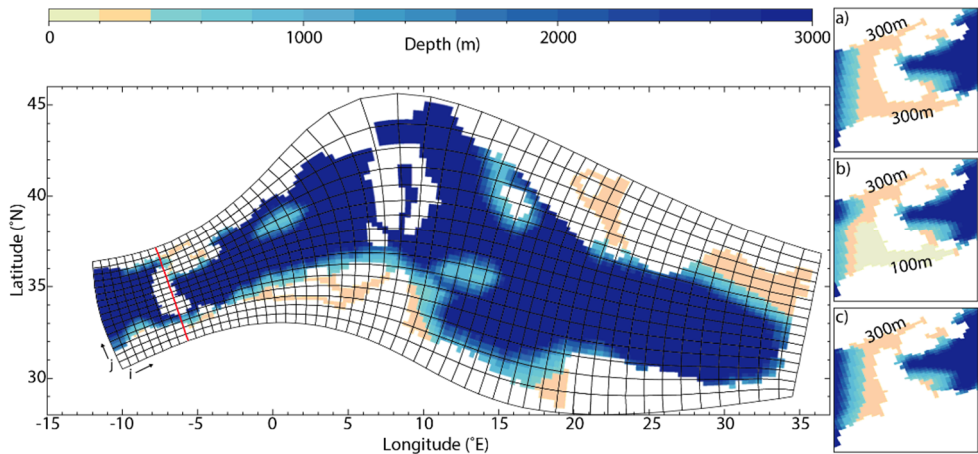 0 1000 2000 3000
Depth (m)
45
40
35
30
Latitude (˚N)
j
i
-15 -10 -5 0 5 10 15 20 25 30 35
Longitude (˚E)
a)
300m
300m
b)
300m
100m
c)
300m